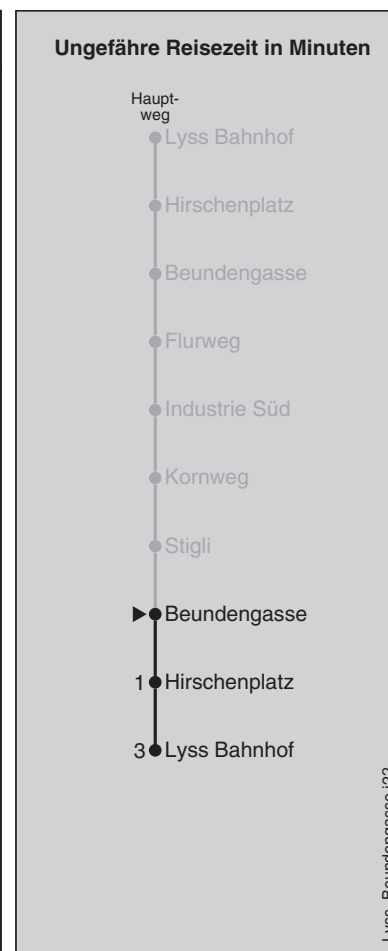 Ungefähre Reisezeit in Minuten
Haupt-
weg
Lyss Bahnhof
Hirschenplatz
Beundengasse
Flurweg
Industrie Süd
Kornweg
Stigli
Beundengasse
1 Hirschenplatz
3 Lyss Bahnhof